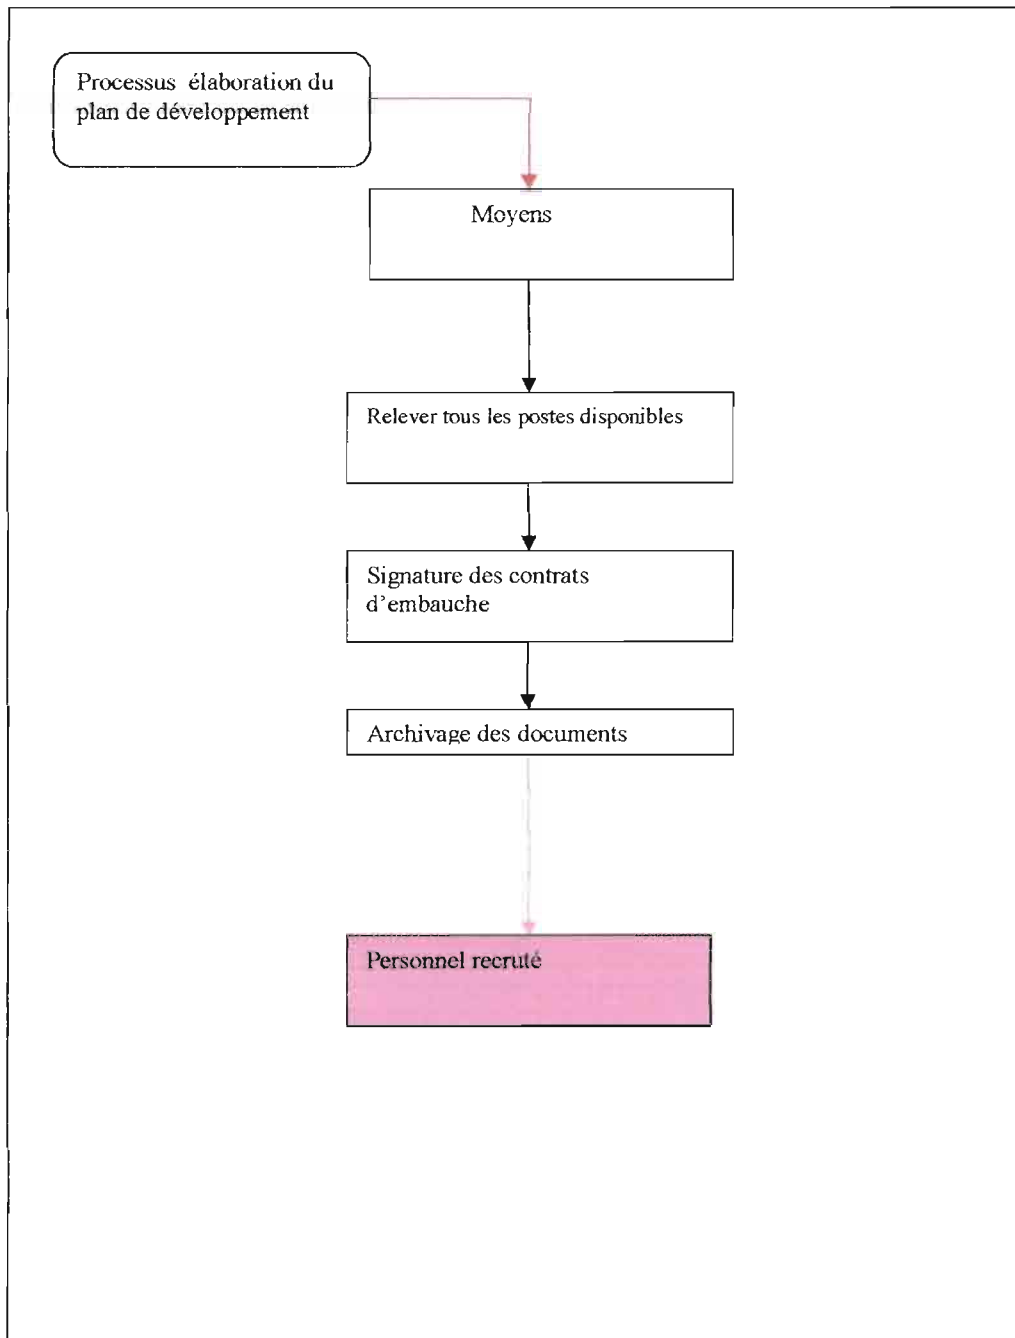 Processus élaboration du
plan de développement
Moyens
Relever tous les postes disponibles
Signature des contrats
d'embauche
Archivage des documents
Personnel recruté